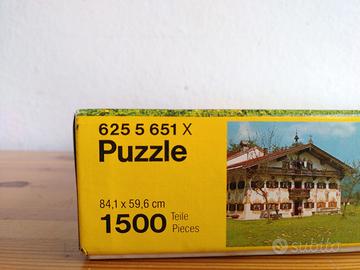 625 5 651 X
Puzzle
84,1 x 59,6 cm
1500 Teile
Pieces
subito